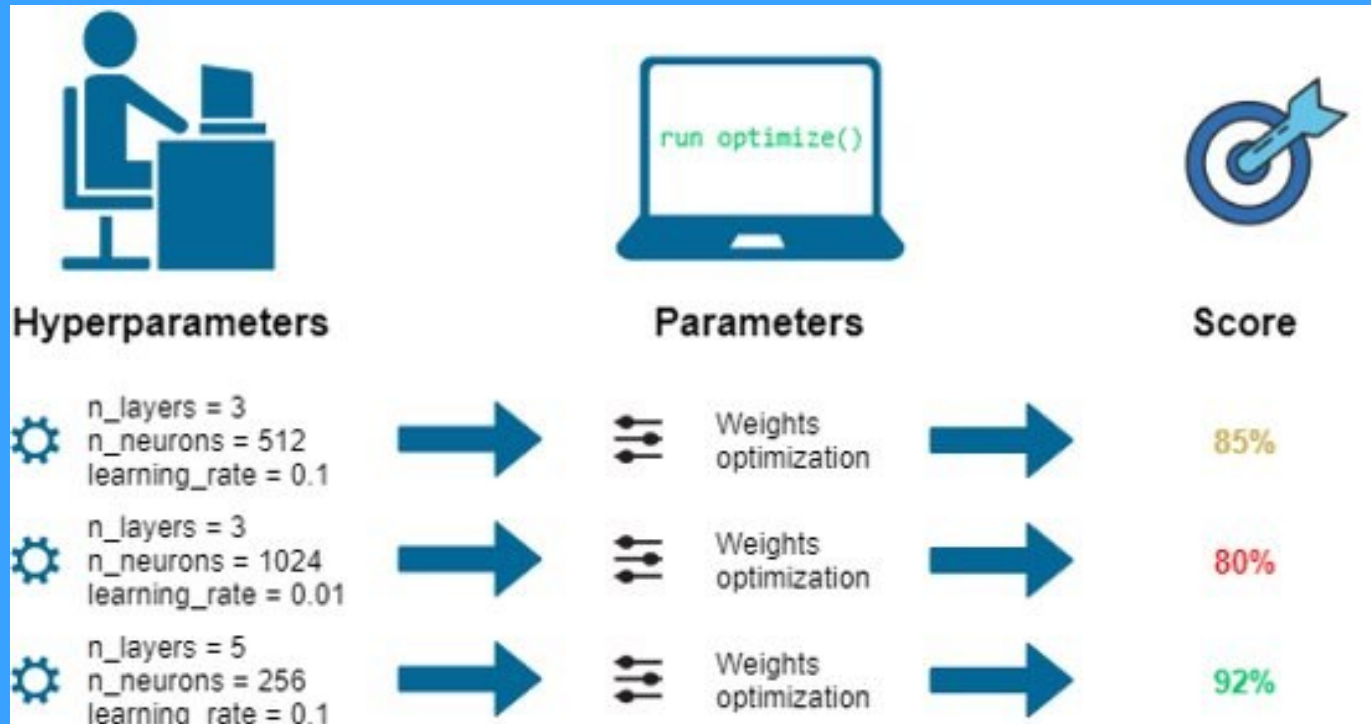 run optimize()
Hyperparameters
Parameters
Score
n_layers = 3
n_neurons = 512
learning_rate = 0.1
Weights
optimization
85%
n_layers = 3
n_neurons = 1024
learning_rate = 0.01
Weights
optimization
80%
n_layers = 5
n_neurons = 256
learning_rate = 0.1
Weights
optimization
92%